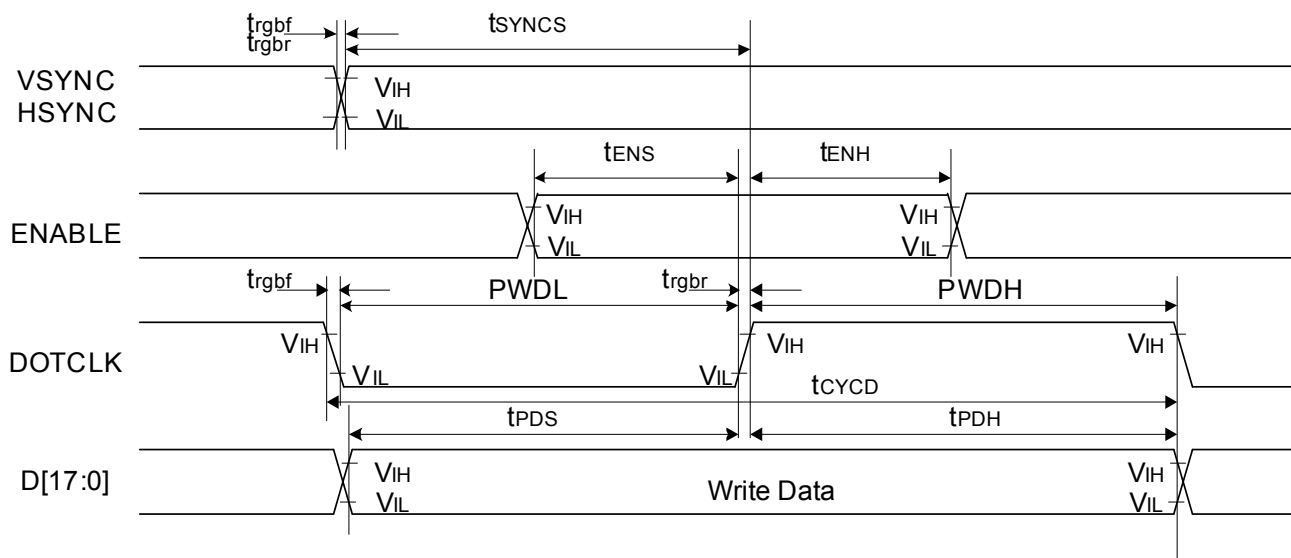 trgbf
trgbr
tSYNCS
VSYNC
HSYNC
VIH
VIL
tENS
tENH
ENABLE
VIH
VIL
VIH
VIL
trgbf
PWDL
trgbr
PWDH
DOTCLK
VIH
VIL
VIL
VIH
VIH
tCYCD
tPDS
tPDH
D[17:0]
VIH
VIL
Write Data
VIH
VIL